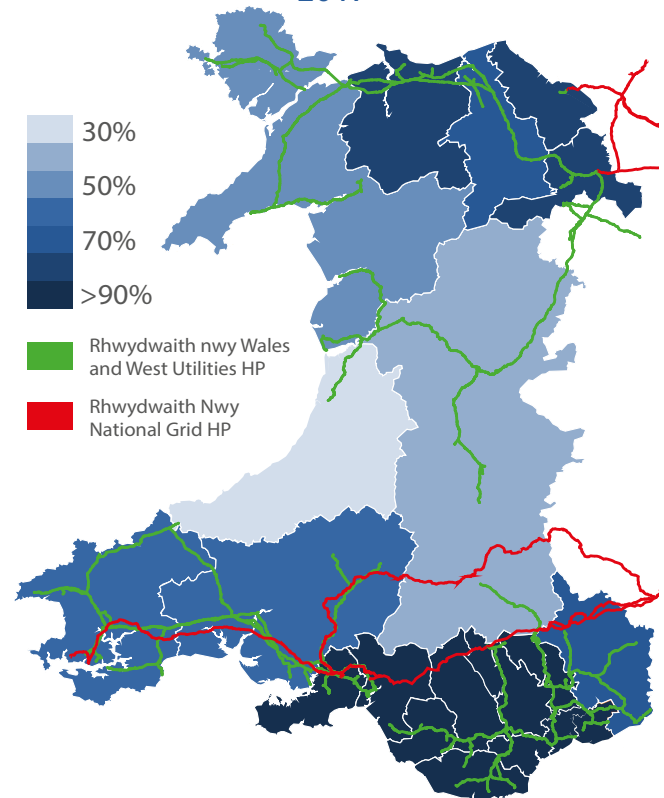 30%
50%
70%
>90%
Rhwydwaith nwy Wales
and West Utilities HP
Rhwydwaith Nwy
National Grid HP